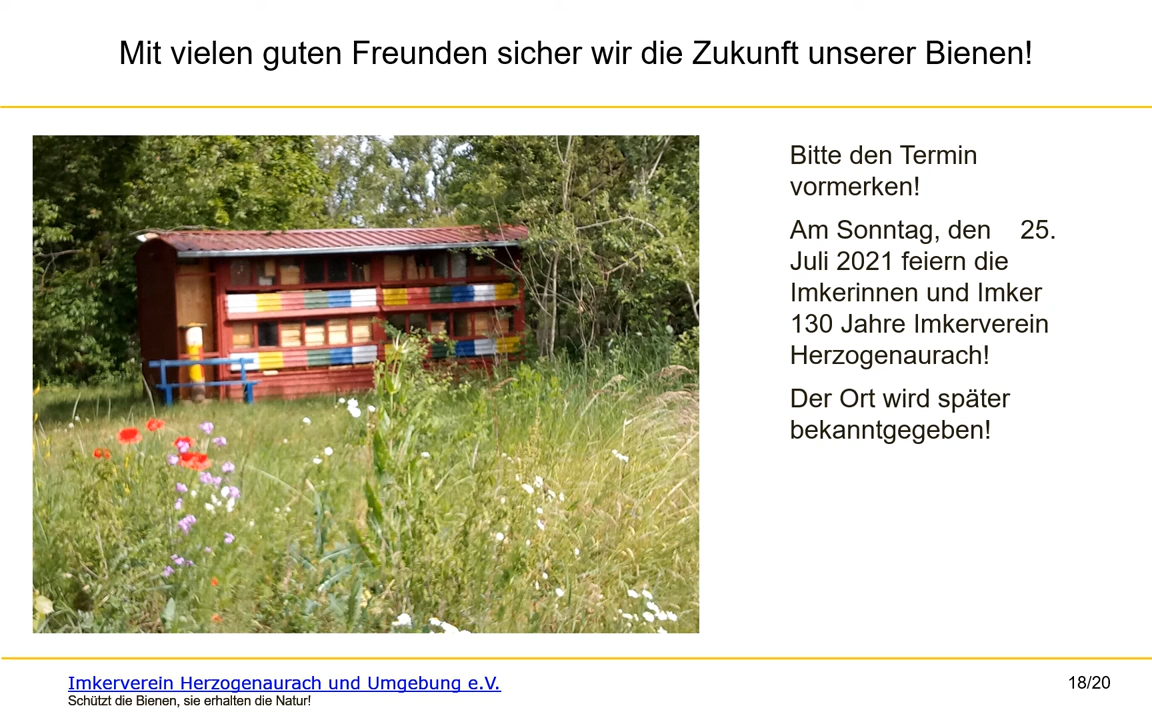 Mit vielen guten Freunden sicher wir die Zukunft unserer Bienen!
Bitte den Termin
vormerken!
Am Sonntag, den 25.
Juli 2021 feiern die
Imkerinnen und Imker
130 Jahre Imkerverein
Herzogenaurach!
Der Ort wird später
bekanntgegeben!
Imkerverein Herzogenaurach und Umgebung e.V.
Schützt die Bienen, sie erhalten die Natur!
18/20